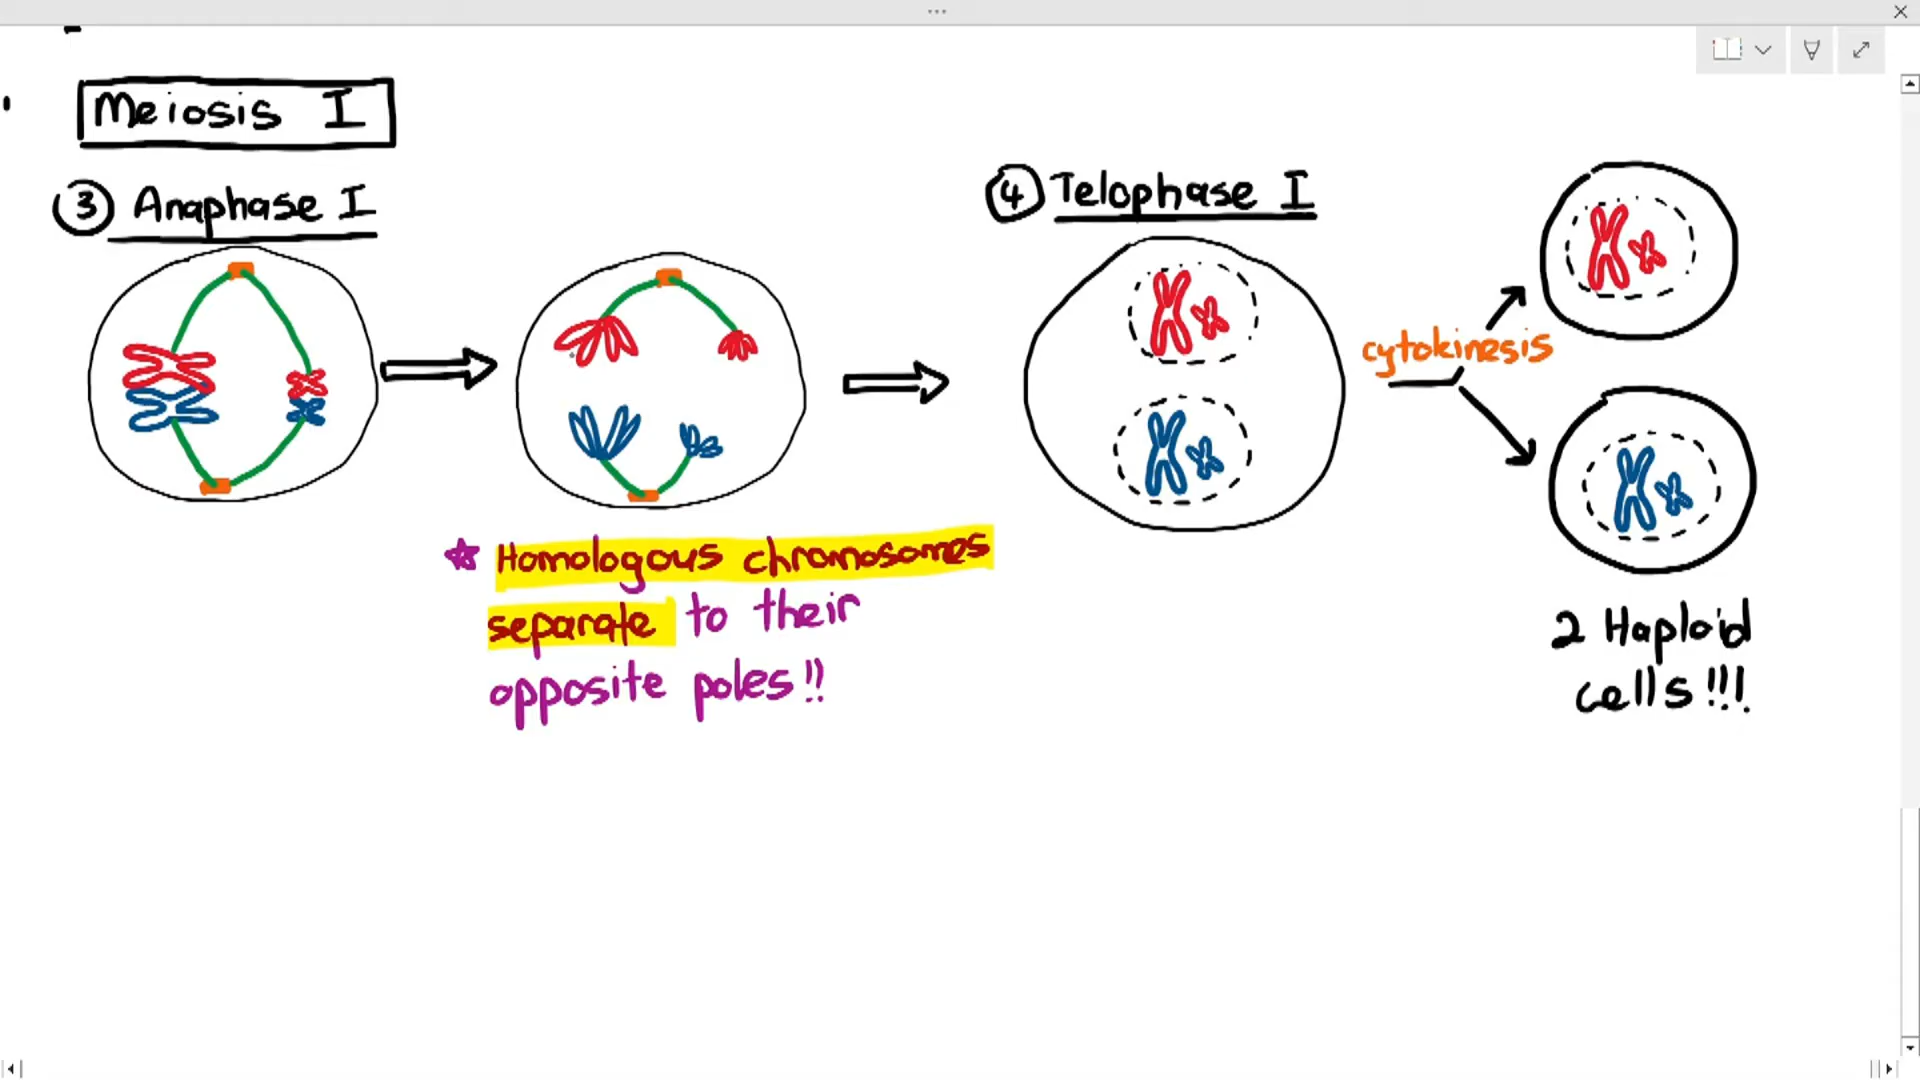 Meiosis I
3 Anaphase I
4 Telophase I
cytokinesis
☆ Homologous chromosomes
separate to their
opposite poles!!
2 Haploid
cells!!!